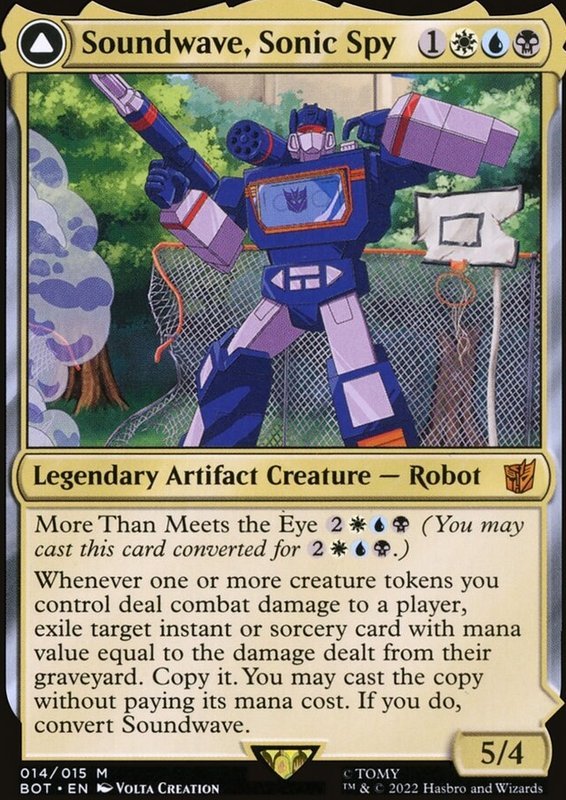 Soundwave, Sonic Spy 1
Legendary Artifact Creature — Robot
More Than Meets the Eye 2 (You may
cast this card converted for 2 .)
Whenever one or more creature tokens you
control deal combat damage to a player,
exile target instant or sorcery card with mana
value equal to the damage dealt from their
graveyard. Copy it. You may cast the copy
without paying its mana cost. If you do,
convert Soundwave.
5/4
014/015 M
BOT • EN Volta Creation
© TOMY
™ & © 2022 Hasbro and Wizards